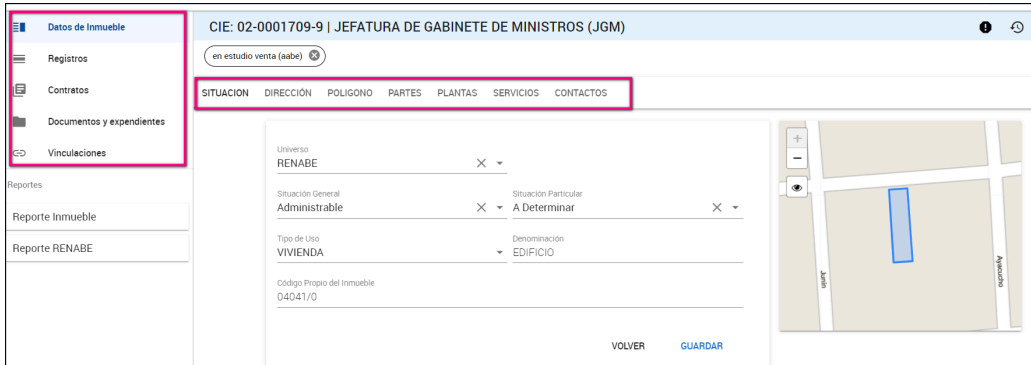 Datos de Inmueble
Registros
Contratos
Documentos y expendientes
Vinculaciones
Reportes
Reporte Inmueble
Reporte RENABE
CIE: 02-0001709-9 | JEFATURA DE GABINETE DE MINISTROS (JGM)
en estudio venta (aabe)
SITUACION DIRECCIÓN POLIGONO PARTES PLANTAS SERVICIOS CONTACTOS
Universo
RENABE
Situación General Situación Particular
Administrable A Determinar
Tipo de Uso Denominación
VIVIENDA EDIFICIO
Código Propio del Inmueble
04041/0
VOLVER GUARDAR
Junín
Ayacucho